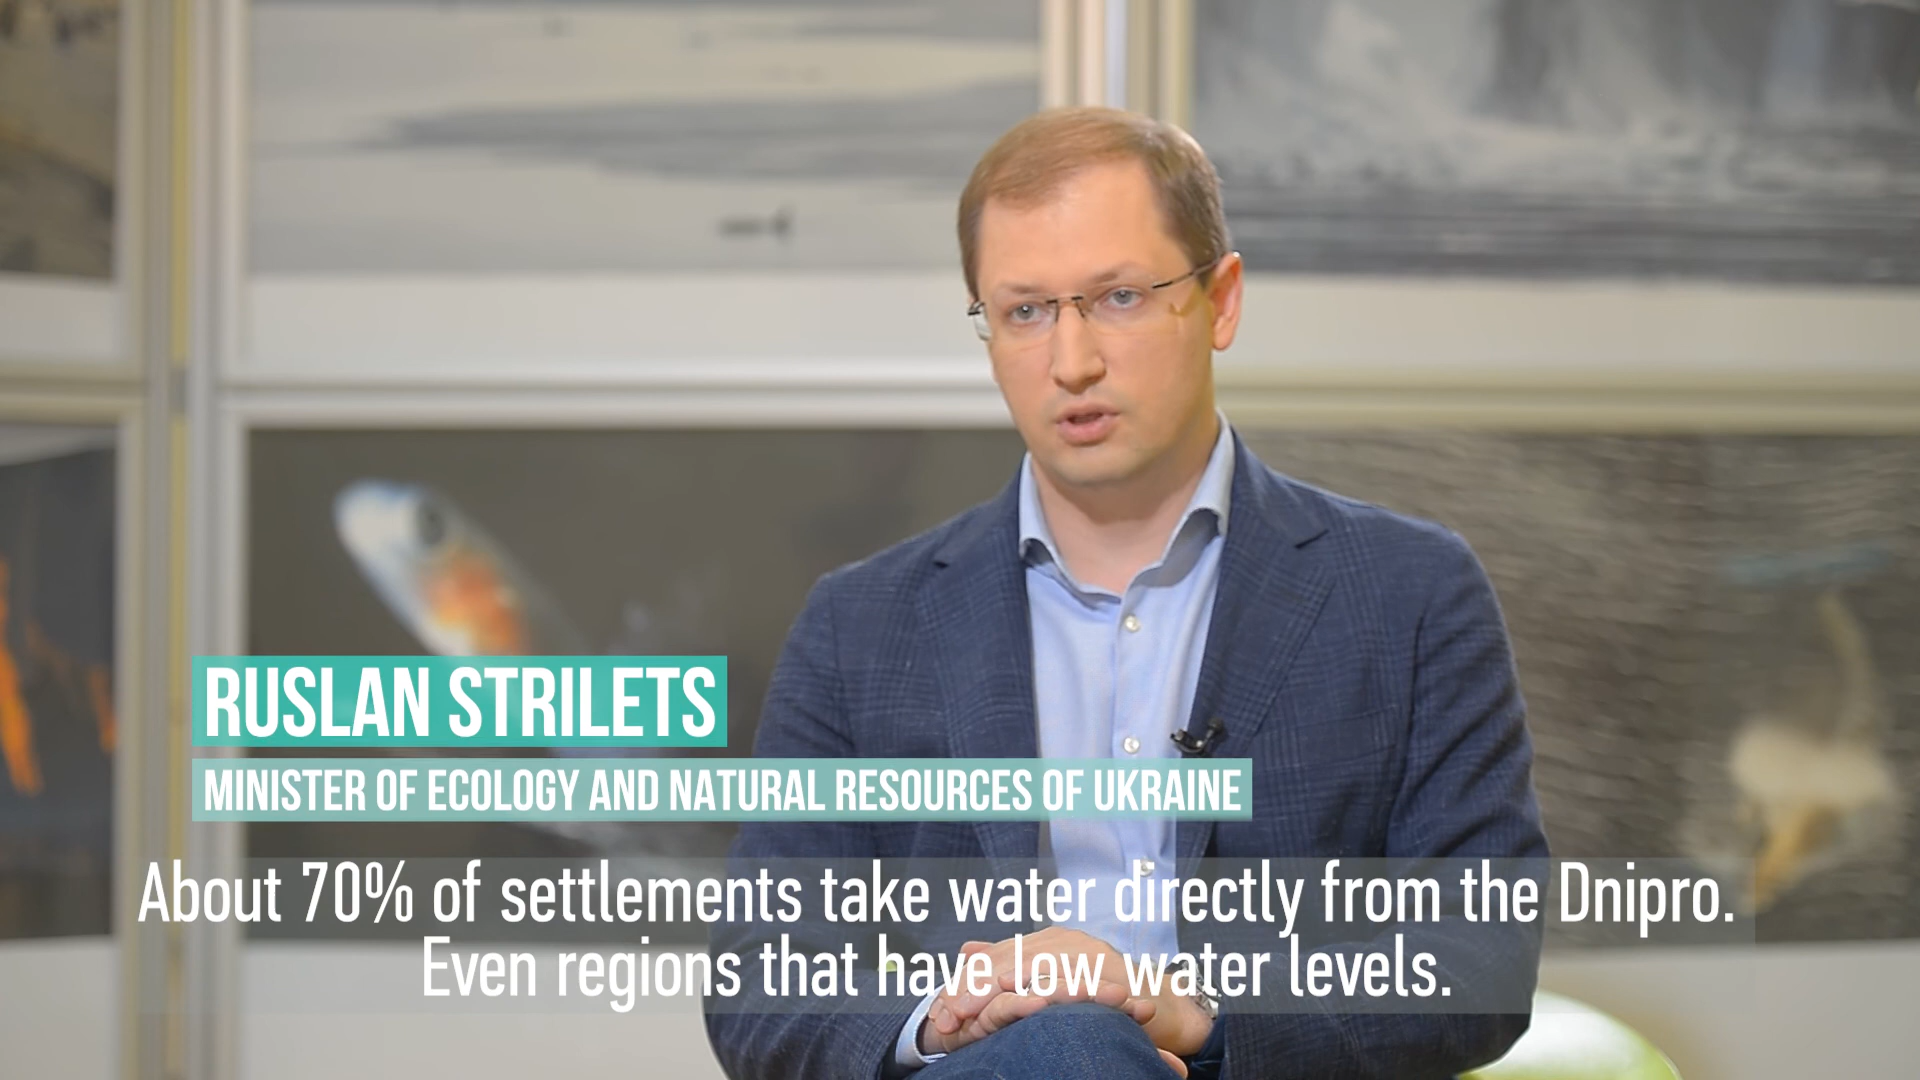 RUSLAN STRILETS
MINISTER OF ECOLOGY AND NATURAL RESOURCES OF UKRAINE
About 70% of settlements take water directly from the Dnipro.
Even regions that have low water levels.